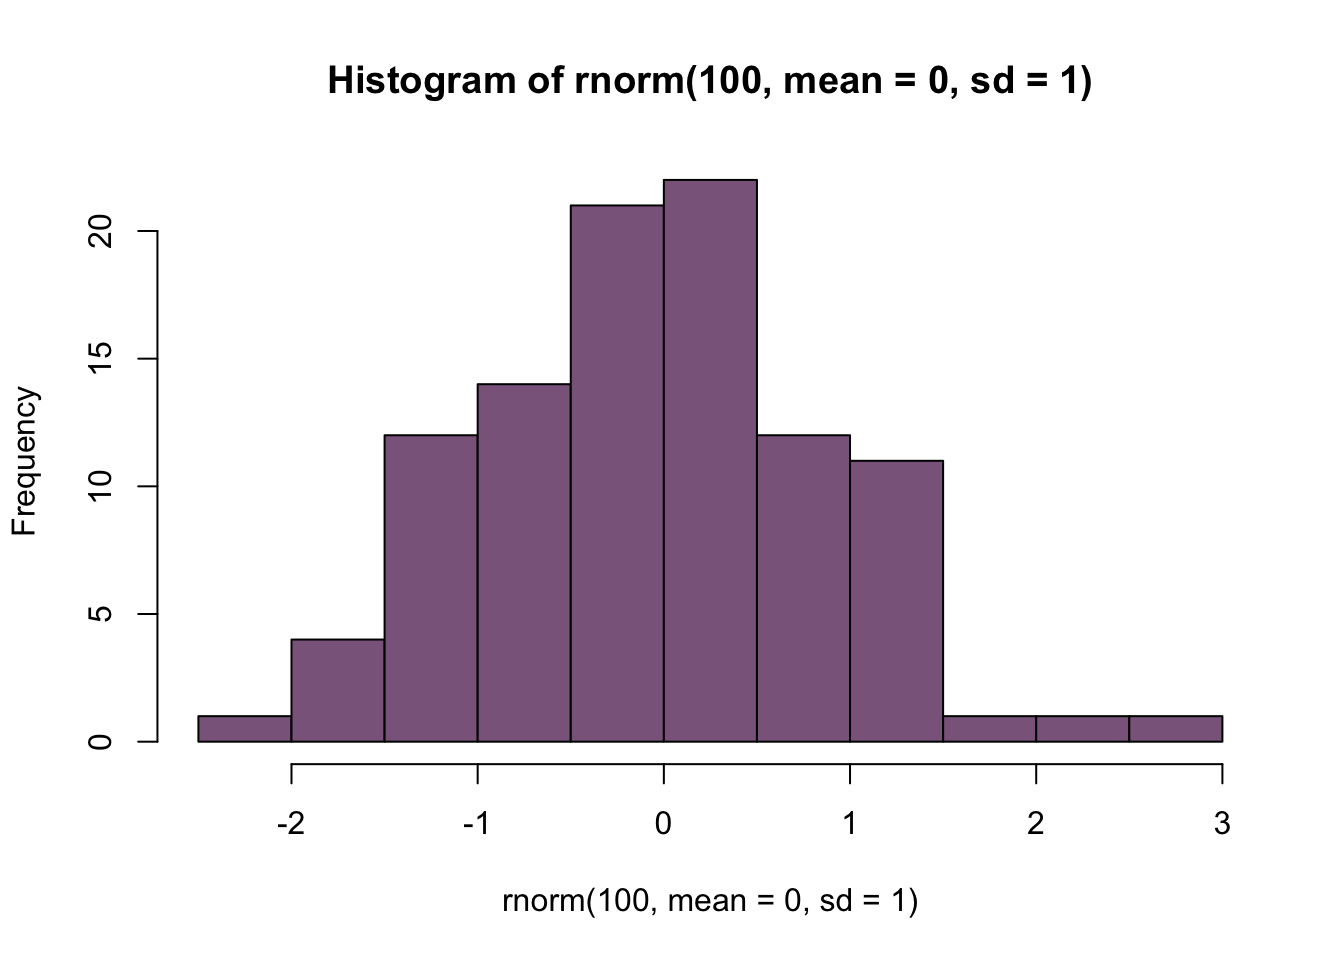 Histogram of rnorm(100, mean = 0, sd = 1)
Frequency
20
15
10
5
0
-2 -1 0 1 2 3
rnorm(100, mean = 0, sd = 1)